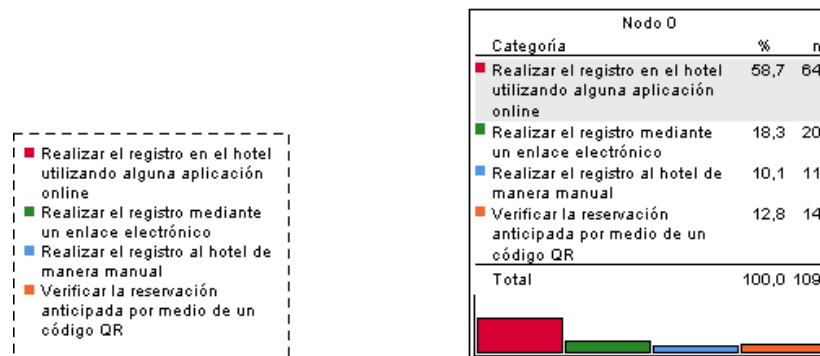 Realizar el registro en el hotel
utilizando alguna aplicación
online
Realizar el registro mediante
un enlace electrónico
Realizar el registro al hotel de
manera manual
Verificar la reservación
anticipada por medio de un
código QR
Nodo 0
Categoría % n
Realizar el registro en el hotel 58,7 64
utilizando alguna aplicación
online
Realizar el registro mediante 18,3 20
un enlace electrónico
Realizar el registro al hotel de 10,1 11
manera manual
Verificar la reservación 12,8 14
anticipada por medio de un
código QR
Total 100,0 109